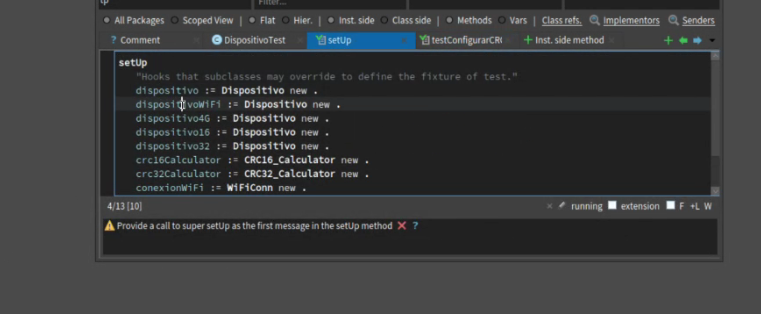 Filter...
All Packages Scoped View | Flat Hier. | Inst. side Class side | Methods Vars | Class refs. Implementors Senders
? Comment DispositivoTest setUp testConfigurarCR Inst. side method
setUp
"Hooks that subclasses may override to define the fixture of test."
dispositivo := Dispositivo new .
dispositivoWiFi := Dispositivo new .
dispositivo4G := Dispositivo new .
dispositivo16 := Dispositivo new .
dispositivo32 := Dispositivo new .
crc16Calculator := CRC16_Calculator new .
crc32Calculator := CRC32_Calculator new .
conexionWiFi := WiFiConn new .
4/13 [10] running extension F +L W
Provide a call to super setUp as the first message in the setUp method ?